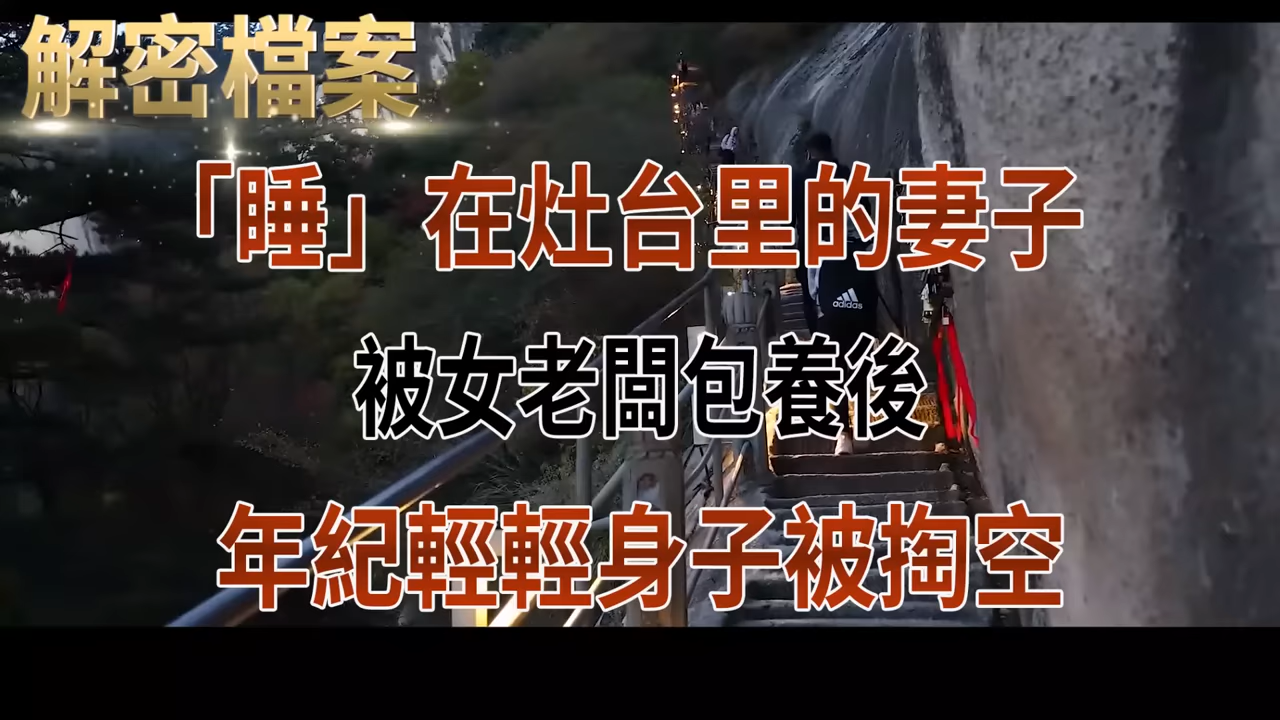 解密檔案
「睡」在灶台里的妻子
adidas
被女老闆包養後
年紀輕輕身子被掏空